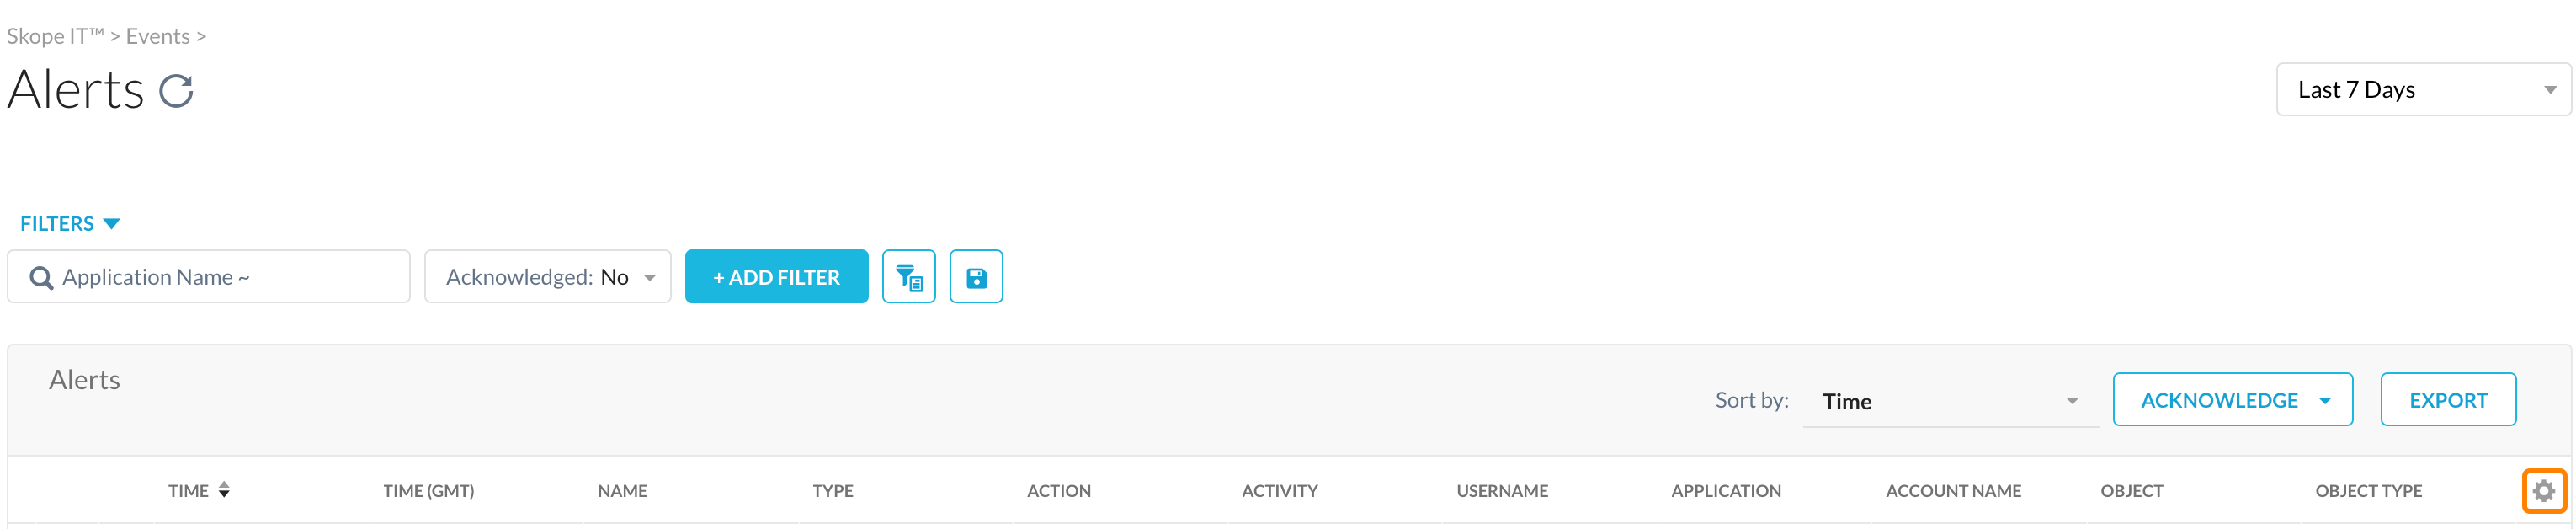 Skope IT™ > Events >
Alerts
Last 7 Days
FILTERS
Application Name ~
Acknowledged: No
+ ADD FILTER
Alerts
Sort by: Time
ACKNOWLEDGE
EXPORT
TIME TIME (GMT) NAME TYPE ACTION ACTIVITY USERNAME APPLICATION ACCOUNT NAME OBJECT OBJECT TYPE